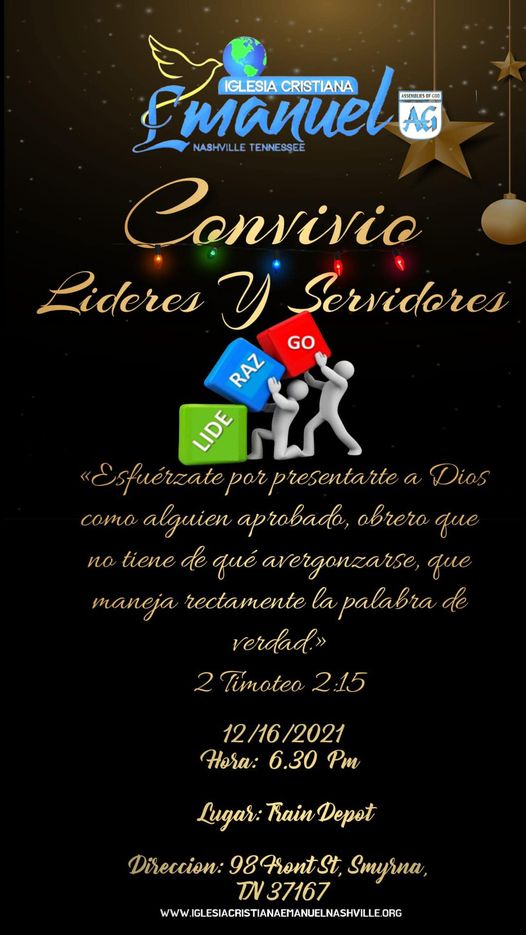 IGLESIA CRISTIANA
Emanuel
NASHVILLE TENNESSEE
ASSEMBLIES OF GOD
AG
Convivio
Lideres Y Servidores
GO
RAZ
LIDE
«Esfuérzate por presentarte a Dios
como alguien aprobado, obrero que
no tiene de qué avergonzarse, que
maneja rectamente la palabra de
verdad.»
2 Timoteo 2:15
12/16/2021
Hora: 6.30 Pm
Lugar: Train Depot
Direccion: 98 Front St, Smyrna,
TN 37167
WWW.IGLESIACRISTIANAEMANUELNASHVILLE.ORG